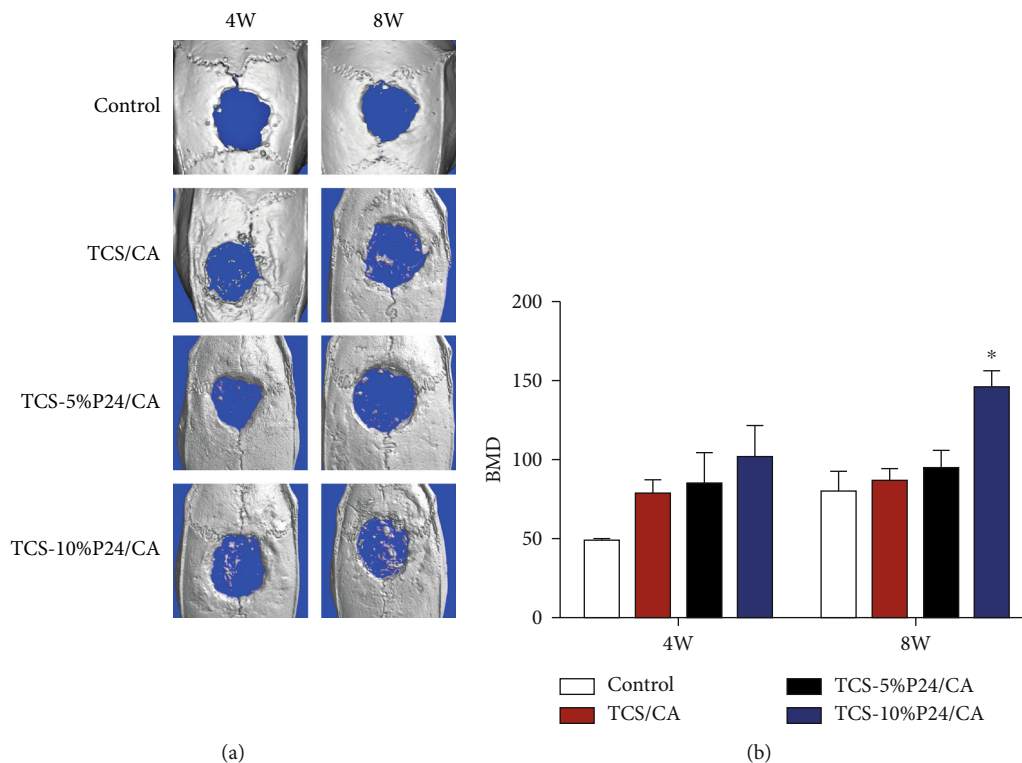 4W 8W
Control
TCS/CA
TCS-5%P24/CA
TCS-10%P24/CA
(a)
200
150
100
50
0
BMD
*
4W 8W
Control TCS-5%P24/CA
TCS/CA TCS-10%P24/CA
(b)